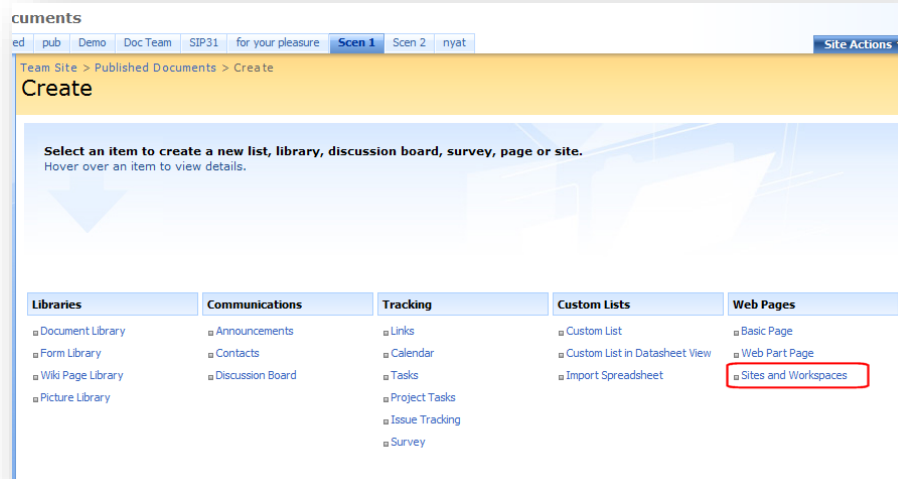 cuments
ed pub Demo Doc Team SIP31 for your pleasure Scen 1 Scen 2 nyat
Site Actions
Team Site > Published Documents > Create
Create
Select an item to create a new list, library, discussion board, survey, page or site.
Hover over an item to view details.
Libraries
Document Library
Form Library
Wiki Page Library
Picture Library
Communications
Announcements
Contacts
Discussion Board
Tracking
Links
Calendar
Tasks
Project Tasks
Issue Tracking
Survey
Custom Lists
Custom List
Custom List in Datasheet View
Import Spreadsheet
Web Pages
Basic Page
Web Part Page
Sites and Workspaces